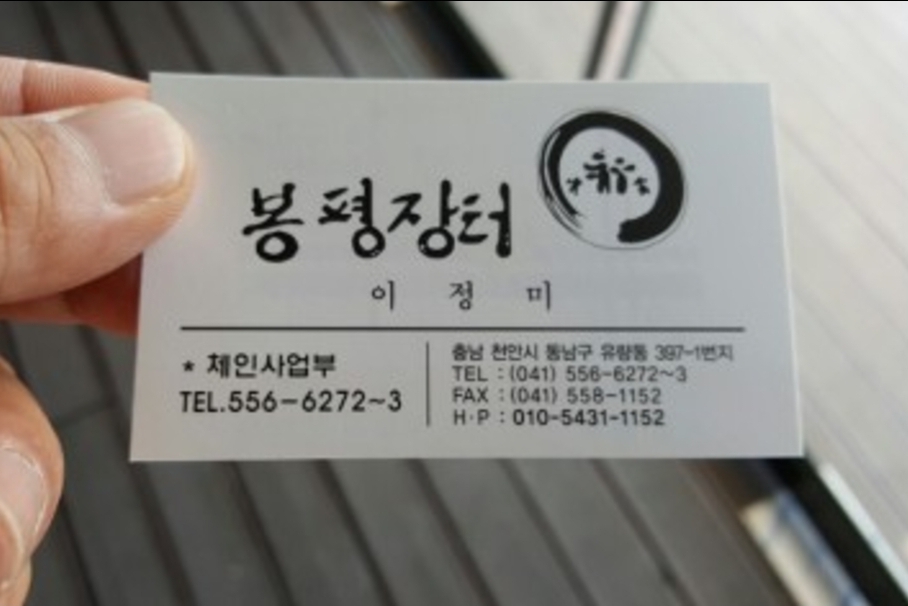 봉평장터
이정미
* 체인사업부
TEL.556-6272~3
충남 천안시 동남구 유량동 397-1번지
TEL : (041) 556-6272~3
FAX : (041) 558-1152
H·P : 010-5431-1152